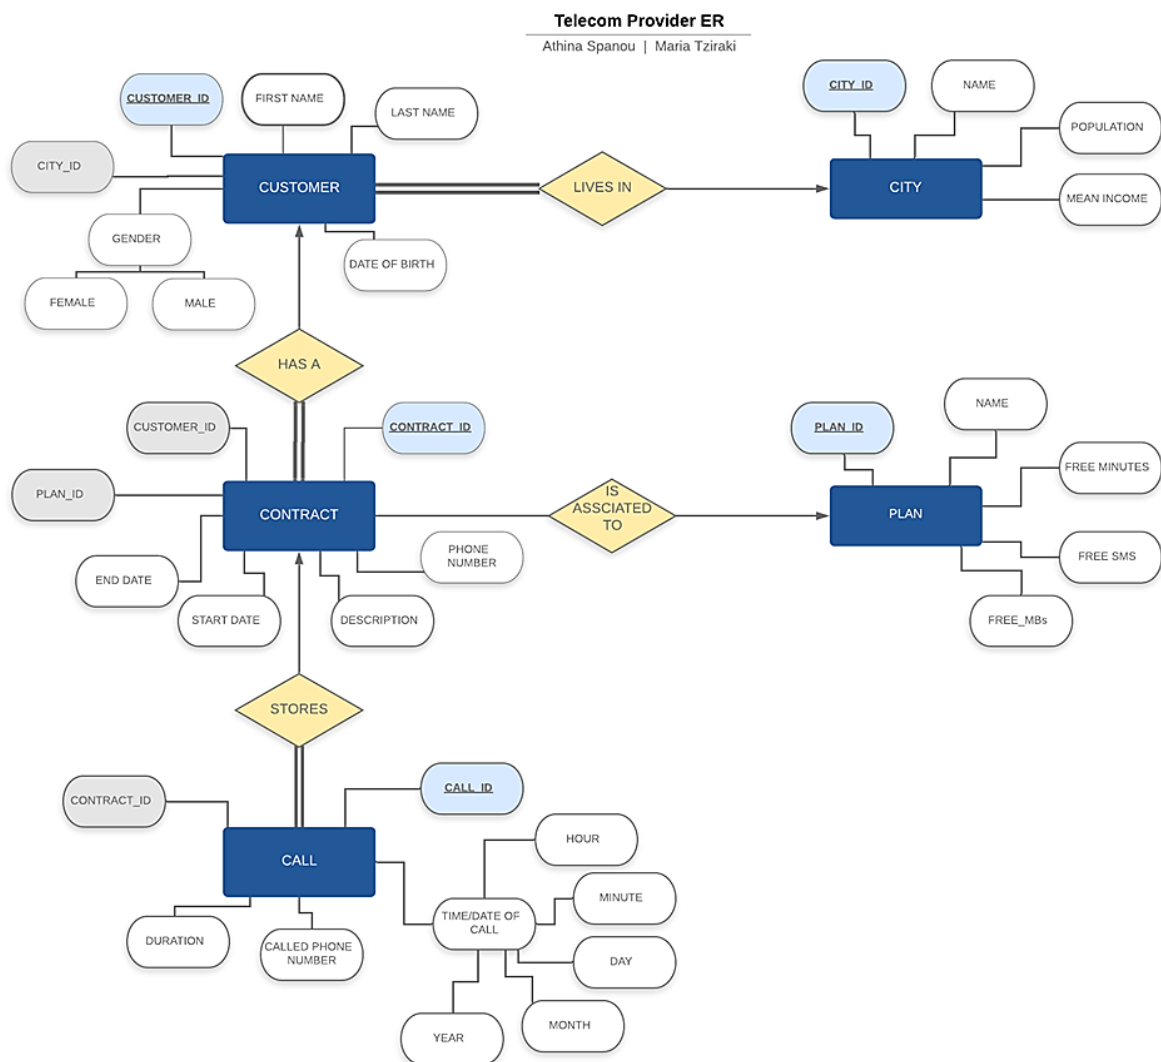 Telecom Provider ER
Athina Spanou | Maria Tziraki
CUSTOMER_ID
FIRST NAME
LAST NAME
CITY_ID
CUSTOMER
GENDER
FEMALE
MALE
DATE OF BIRTH
LIVES IN
CITY_ID
NAME
POPULATION
CITY
MEAN INCOME
HAS A
CUSTOMER_ID
CONTRACT_ID
PLAN_ID
CONTRACT
END DATE
START DATE
DESCRIPTION
PHONE
NUMBER
IS
ASSCIATED
TO
PLAN_ID
NAME
FREE MINUTES
PLAN
FREE SMS
FREE_MBs
STORES
CONTRACT_ID
CALL_ID
CALL
DURATION
CALLED PHONE
NUMBER
TIME/DATE OF
CALL
HOUR
MINUTE
DAY
MONTH
YEAR